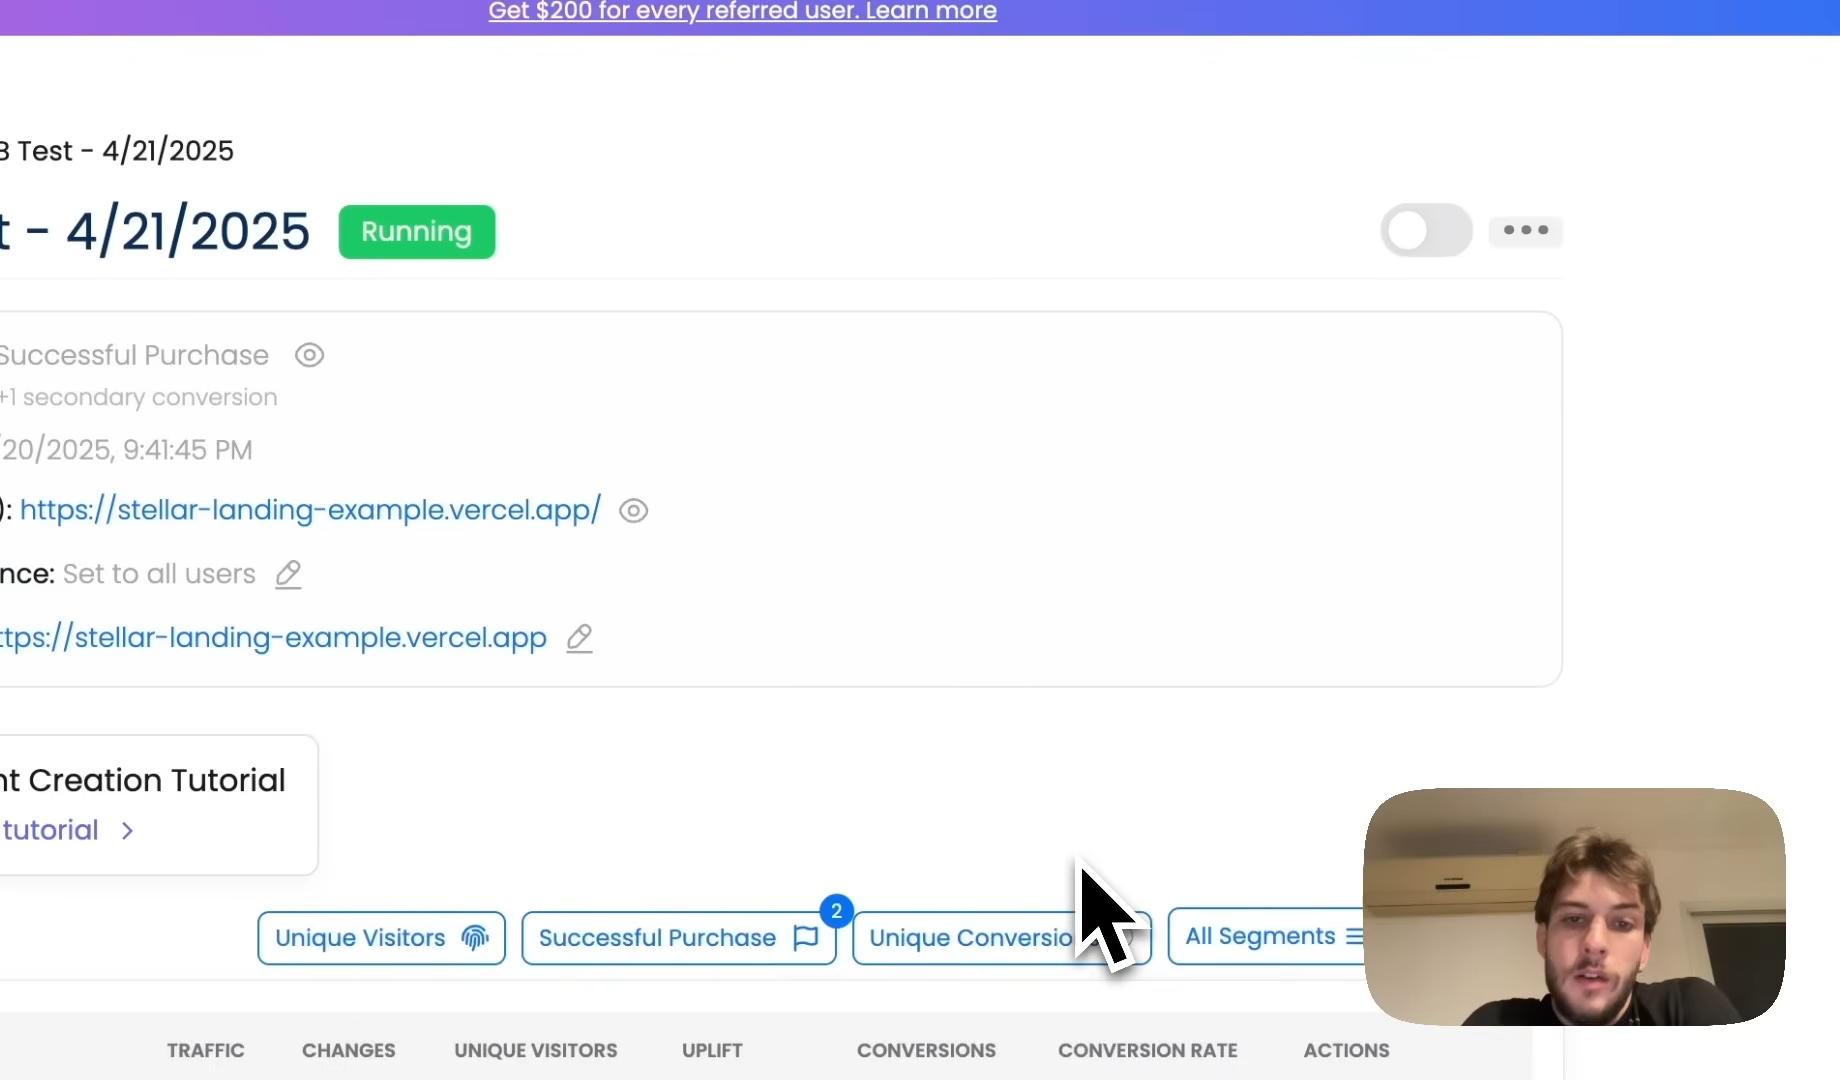 Get $200 for every referred user. Learn more
B Test - 4/21/2025
t - 4/21/2025
Running
Successful Purchase
+1 secondary conversion
/20/2025, 9:41:45 PM
): https://stellar-landing-example.vercel.app/
nce: Set to all users
ttps://stellar-landing-example.vercel.app
nt Creation Tutorial
tutorial
Unique Visitors
Successful Purchase
2
Unique Conversio
All Segments
TRAFFIC CHANGES UNIQUE VISITORS UPLIFT CONVERSIONS CONVERSION RATE ACTIONS